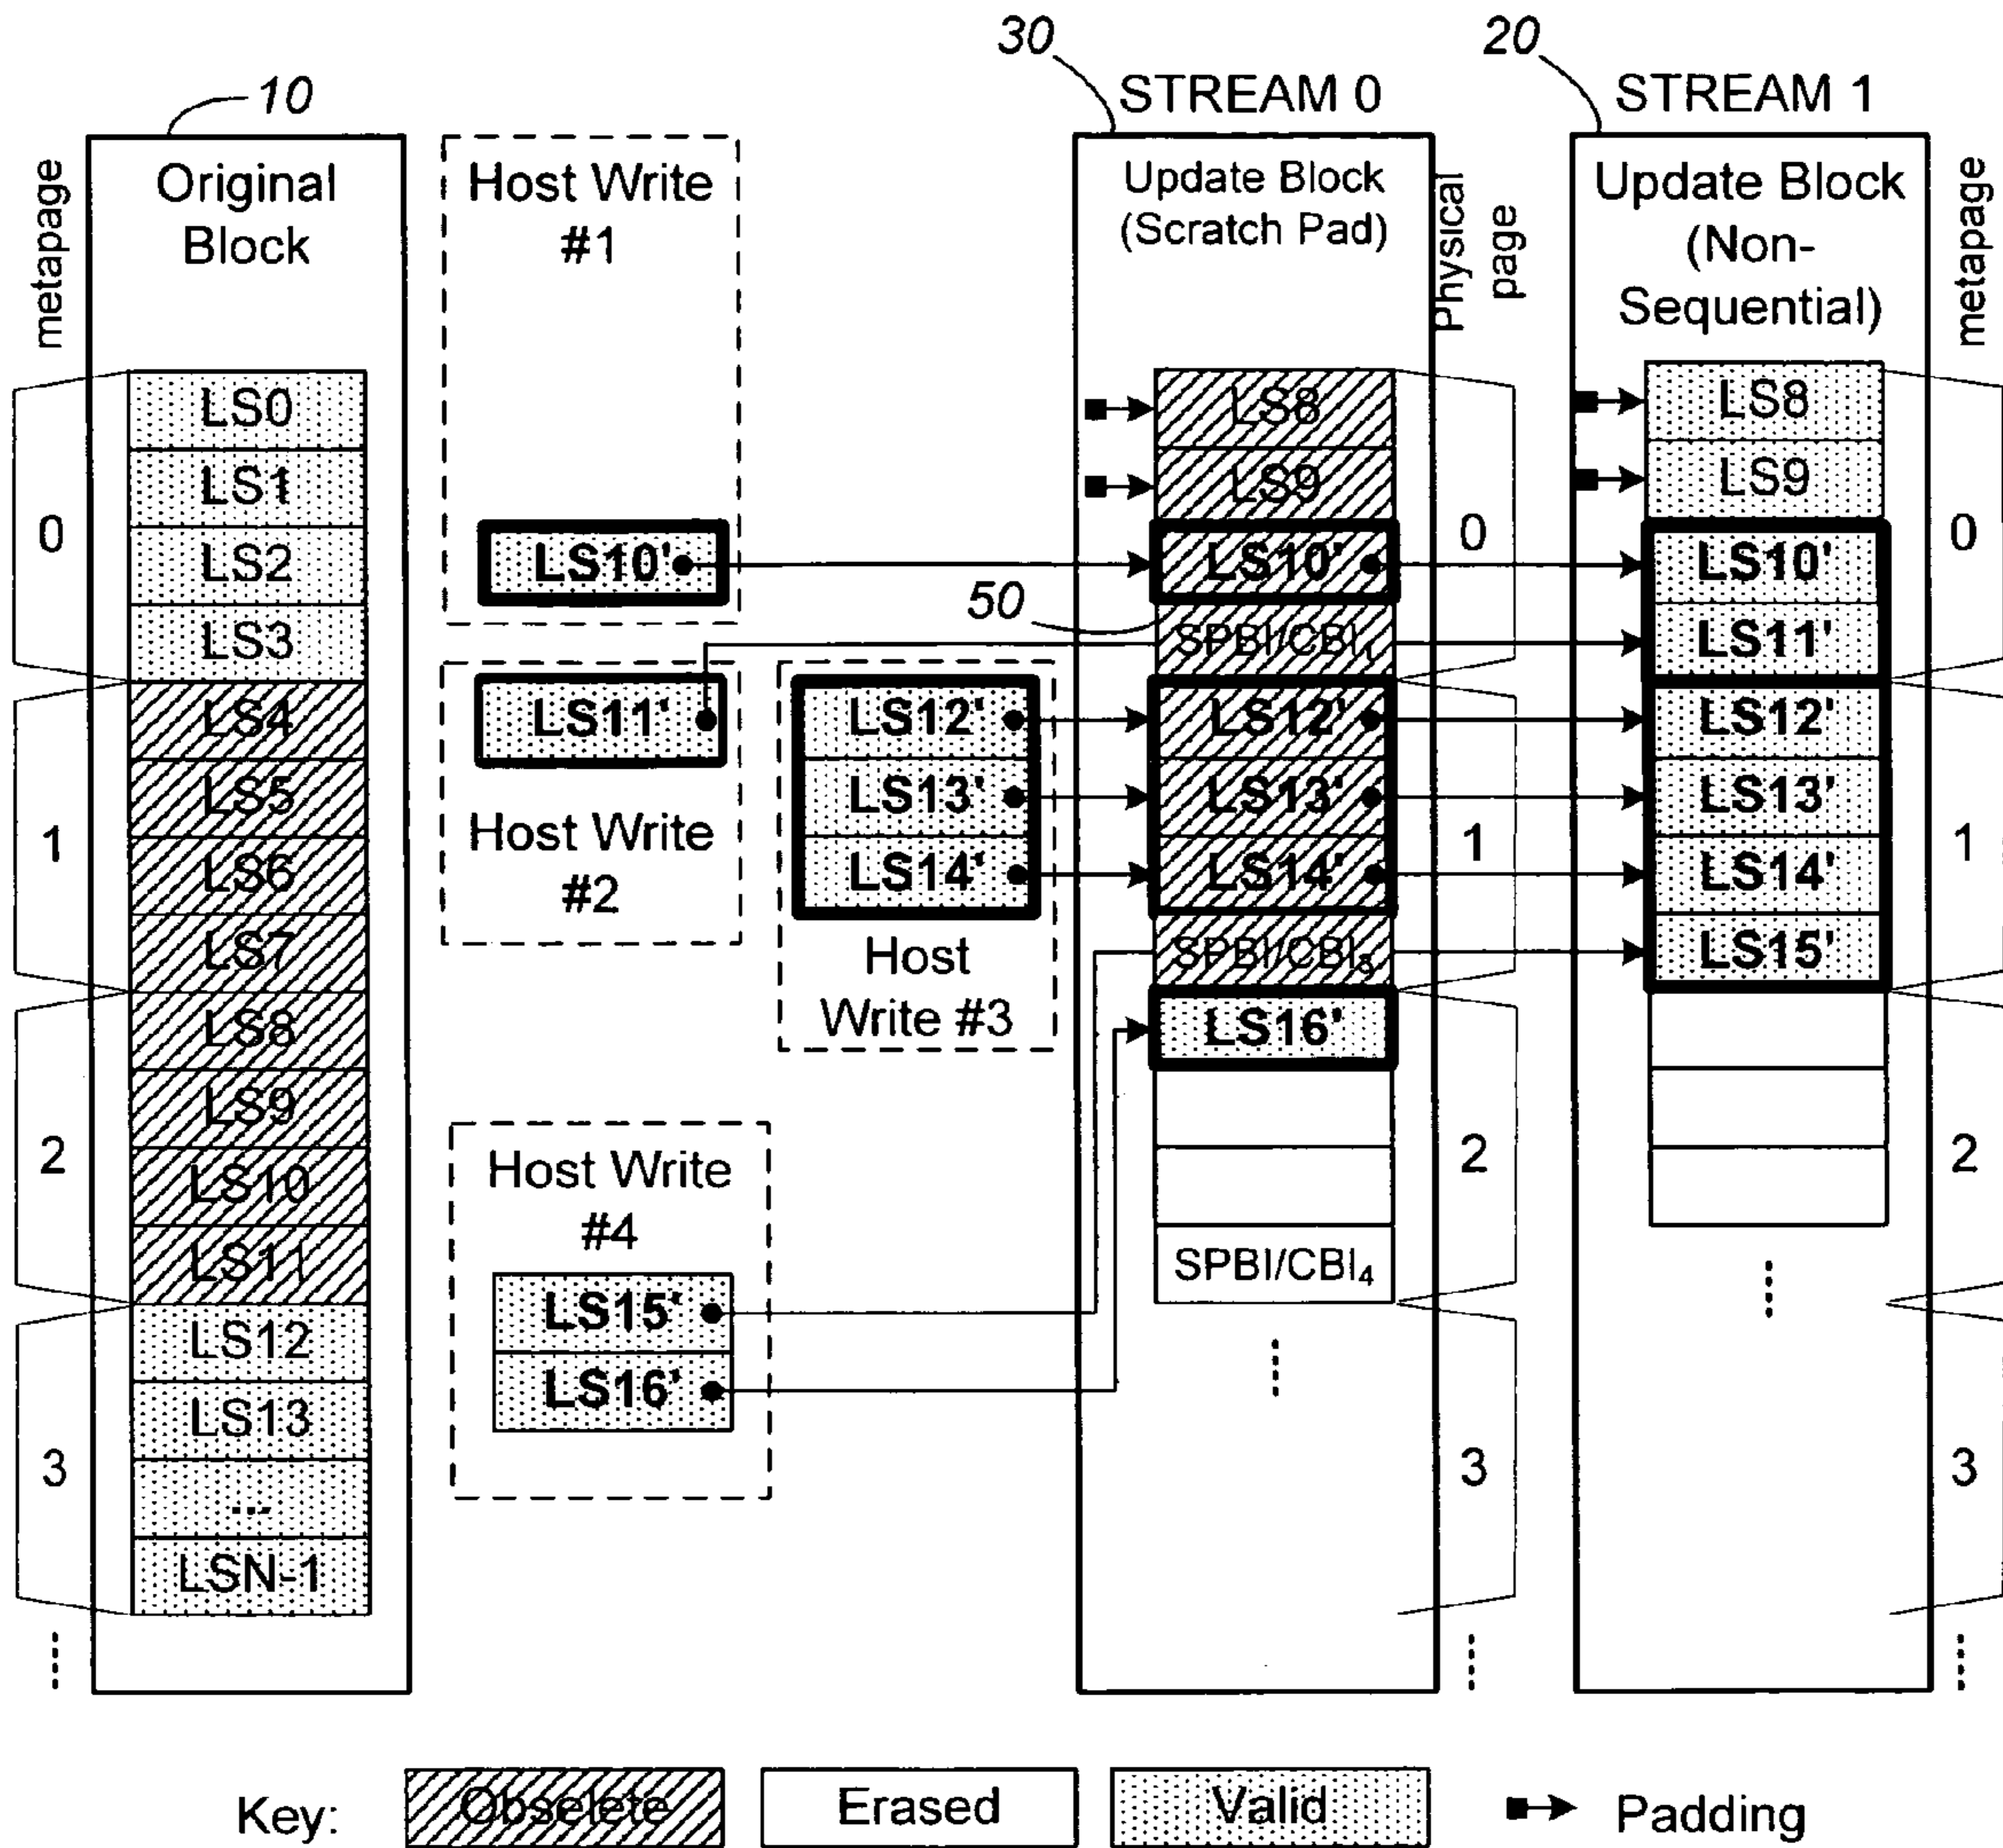 30
20
10
STREAM 0
STREAM 1
metapage
Original
Block
Host Write
#1
Update Block
(Scratch Pad)
Physical
page
Update Block
(Non-
Sequential)
metapage
LS0
LS1
LS2
LS3
LS4
LS5
LS6
LS7
LS8
LS9
LS10
LS11
LS12
LS13
...
LSN-1
0
1
2
3
LS10'
50
LS11'
Host Write
#2
LS12'
LS13'
LS14'
Host
Write #3
Host Write
#4
LS15'
LS16'
LS8
LS9
LS10'
SPBI/CBI1
LS12'
LS13'
LS14'
SPBI/CBI3
LS16'
SPBI/CBI₄
0
1
2
3
LS8
LS9
LS10'
LS11'
LS12'
LS13'
LS14'
LS15'
0
1
2
3
Key: Obselete Erased Valid Padding